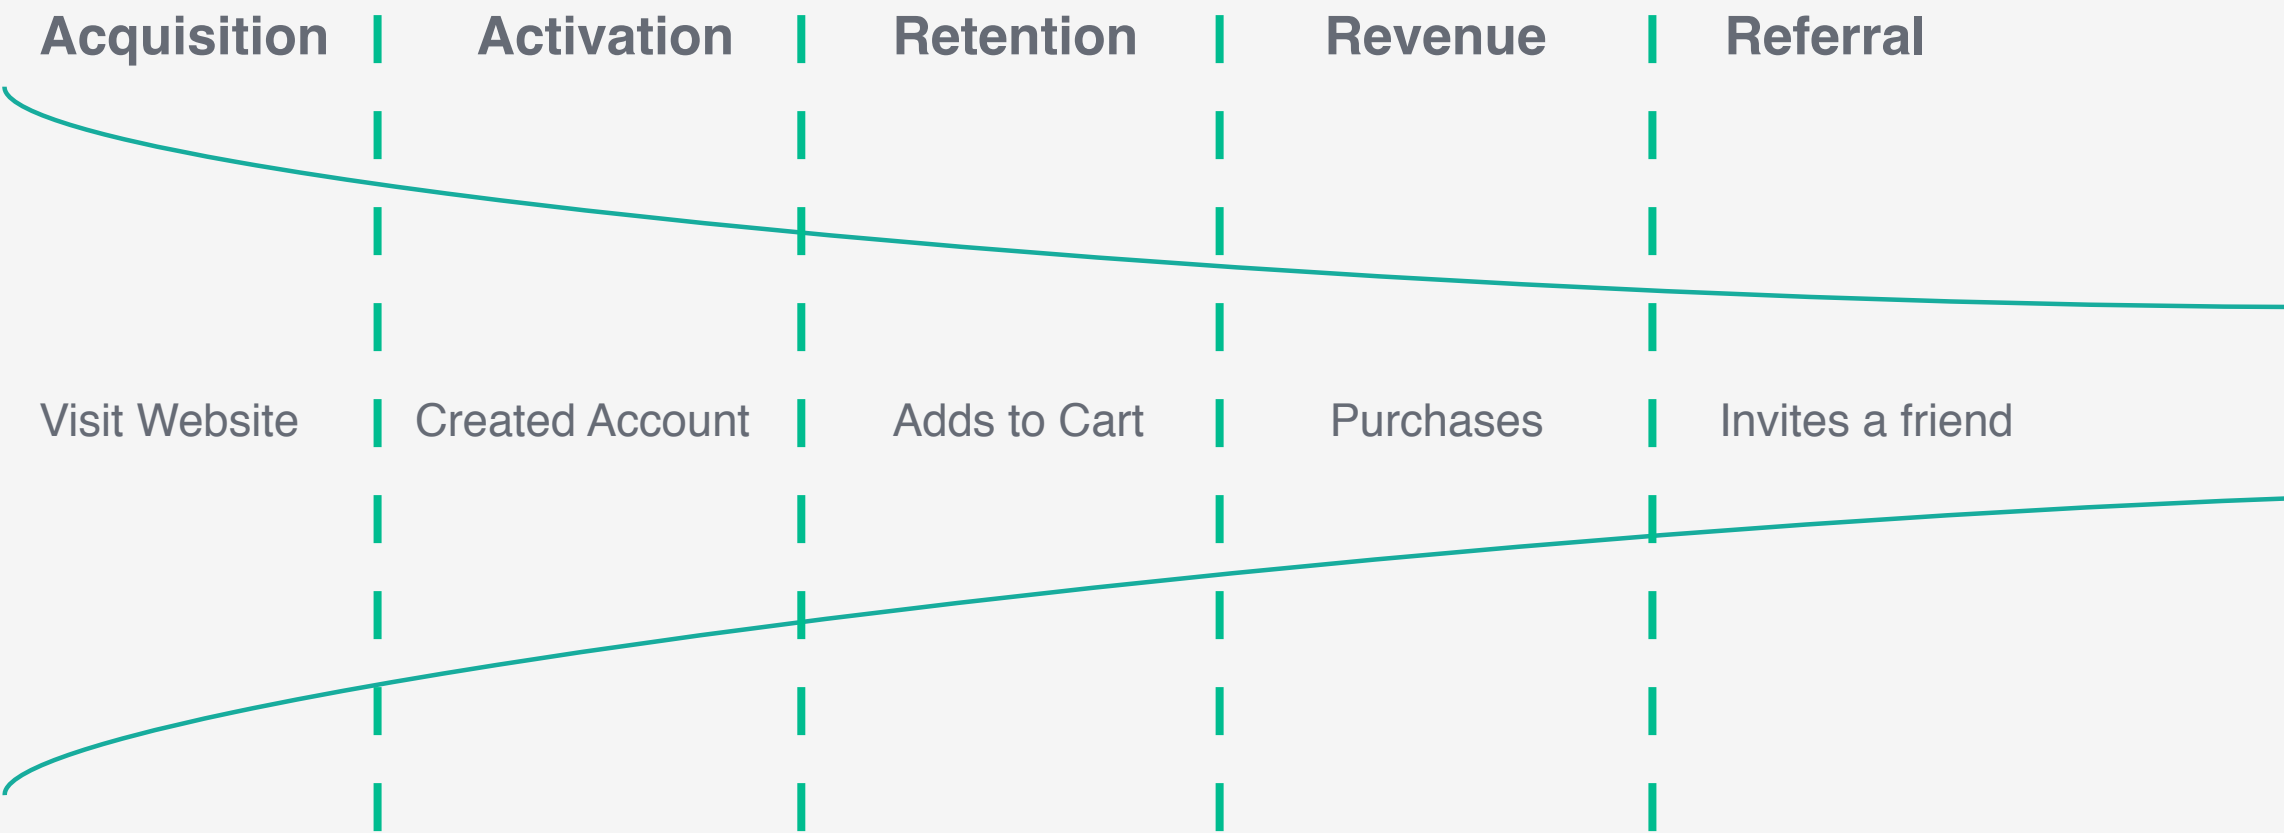 Acquisition
Activation
Retention
Revenue
Referral
Visit Website
Created Account
Adds to Cart
Purchases
Invites a friend